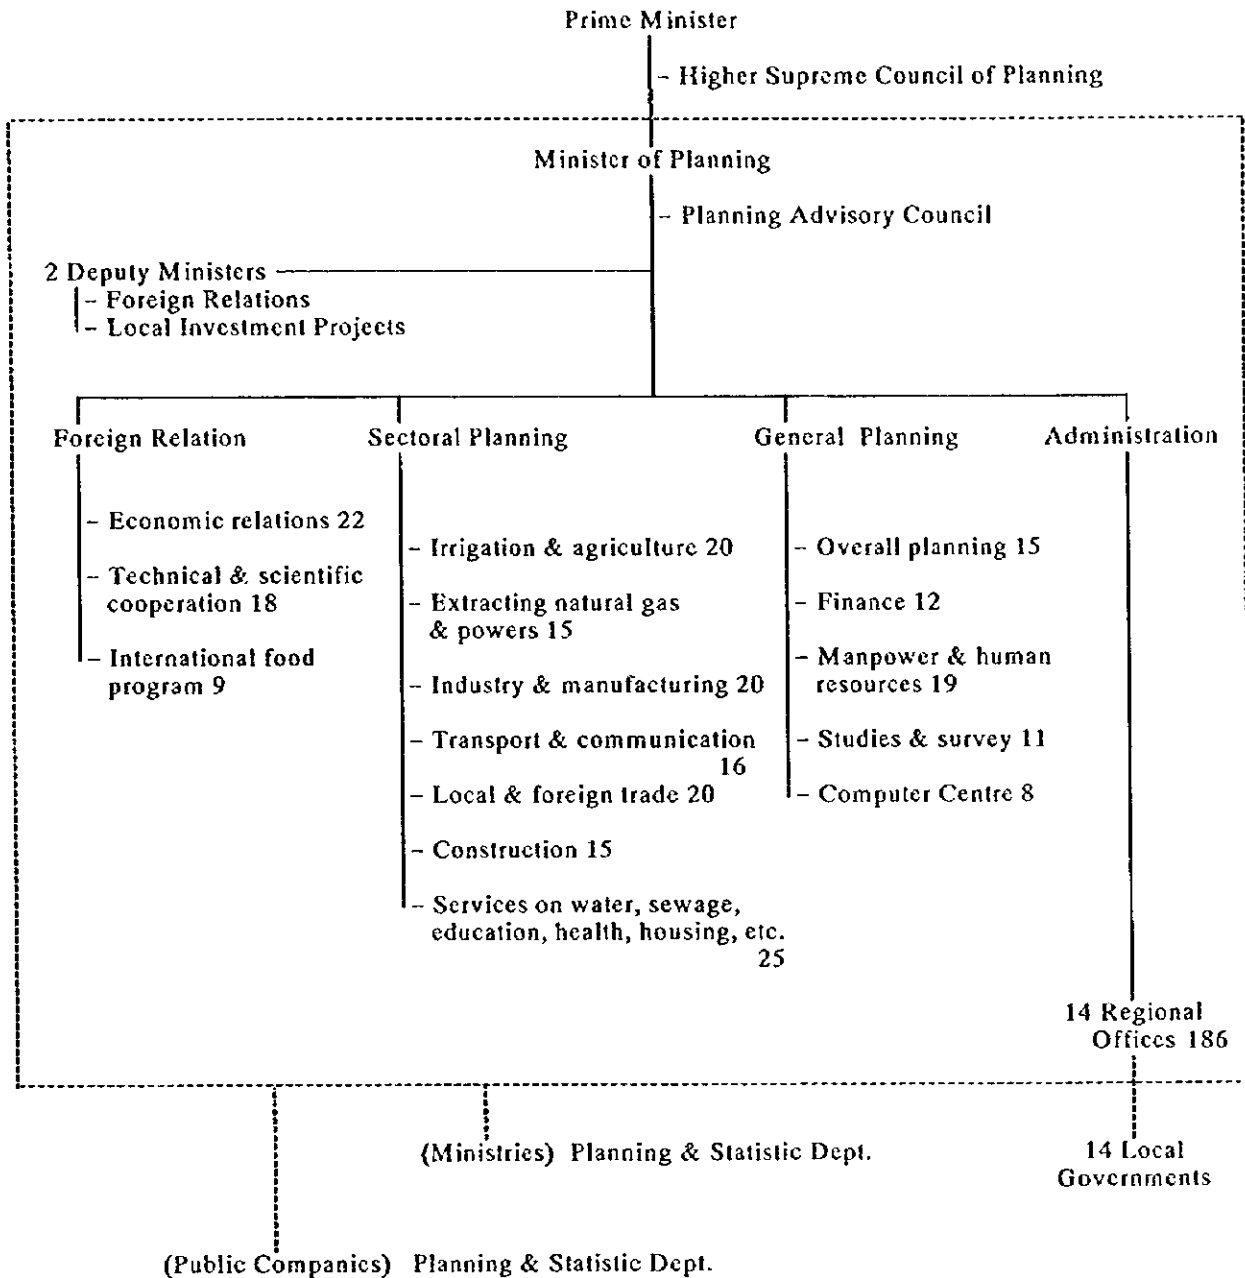 Prime Minister
– Higher Supreme Council of Planning
Minister of Planning
– Planning Advisory Council
2 Deputy Ministers
– Foreign Relations
– Local Investment Projects
Foreign Relation
– Economic relations 22
– Technical & scientific
cooperation 18
– International food
program 9
Sectoral Planning
– Irrigation & agriculture 20
– Extracting natural gas
& powers 15
– Industry & manufacturing 20
– Transport & communication
16
– Local & foreign trade 20
– Construction 15
– Services on water, sewage,
education, health, housing, etc.
25
General Planning
– Overall planning 15
– Finance 12
– Manpower & human
resources 19
– Studies & survey 11
– Computer Centre 8
Administration
14 Regional
Offices 186
14 Local
Governments
(Ministries) Planning & Statistic Dept.
(Public Companies) Planning & Statistic Dept.